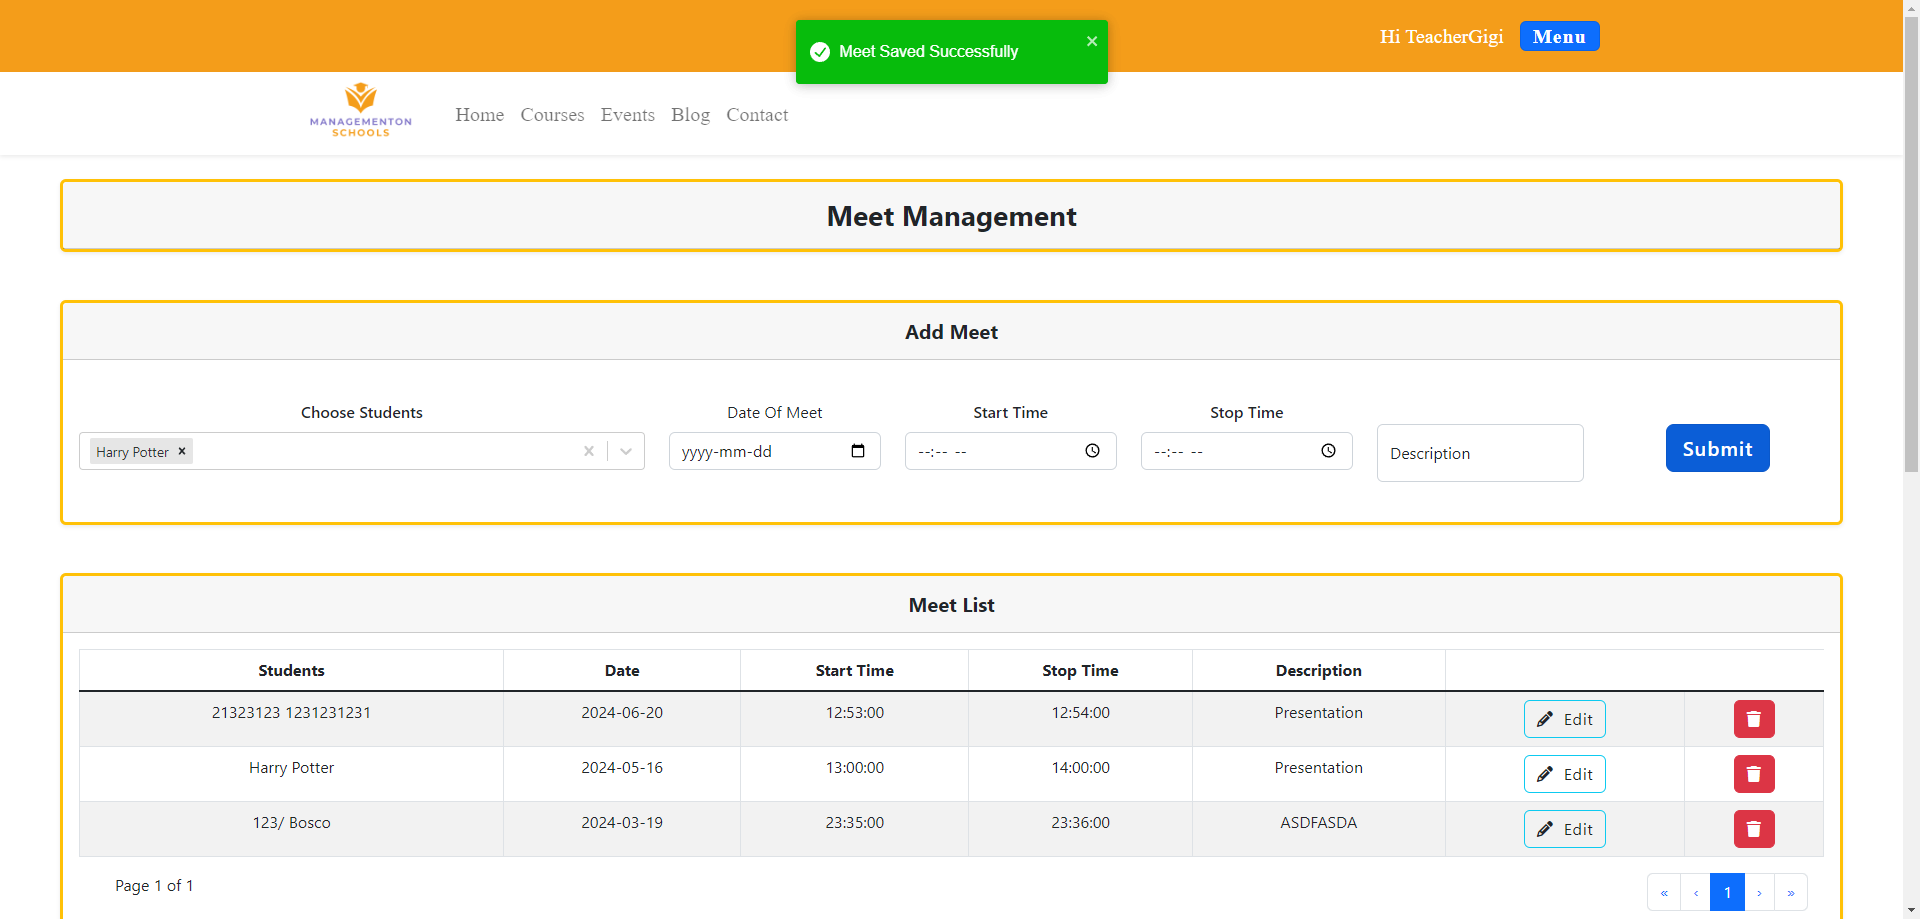 Meet Saved Successfully
Hi TeacherGigi Menu
MANAGEMENTON
SCHOOLS
Home Courses Events Blog Contact
Meet Management
Add Meet
Choose Students Date Of Meet Start Time Stop Time
Harry Potter yyyy-mm-dd --:-- -- --:-- -- Description Submit
Meet List
Students Date Start Time Stop Time Description
21323123 1231231231 2024-06-20 12:53:00 12:54:00 Presentation Edit
Harry Potter 2024-05-16 13:00:00 14:00:00 Presentation Edit
123/ Bosco 2024-03-19 23:35:00 23:36:00 ASDFASDA Edit
Page 1 of 1 « ‹ 1 › »